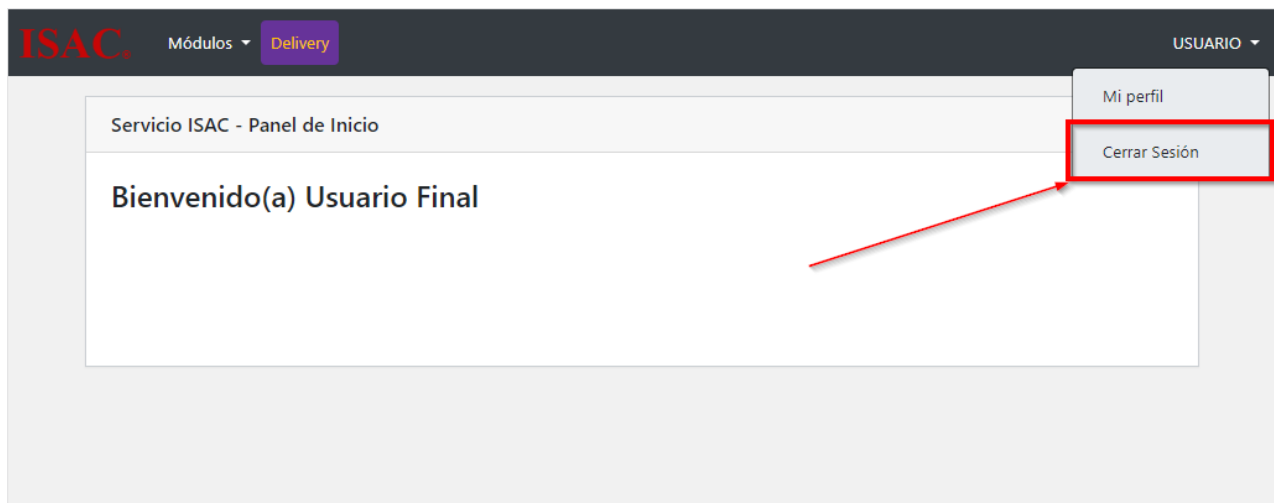 ISAC® Módulos Delivery USUARIO
Mi perfil
Servicio ISAC - Panel de Inicio
Cerrar Sesión
Bienvenido(a) Usuario Final